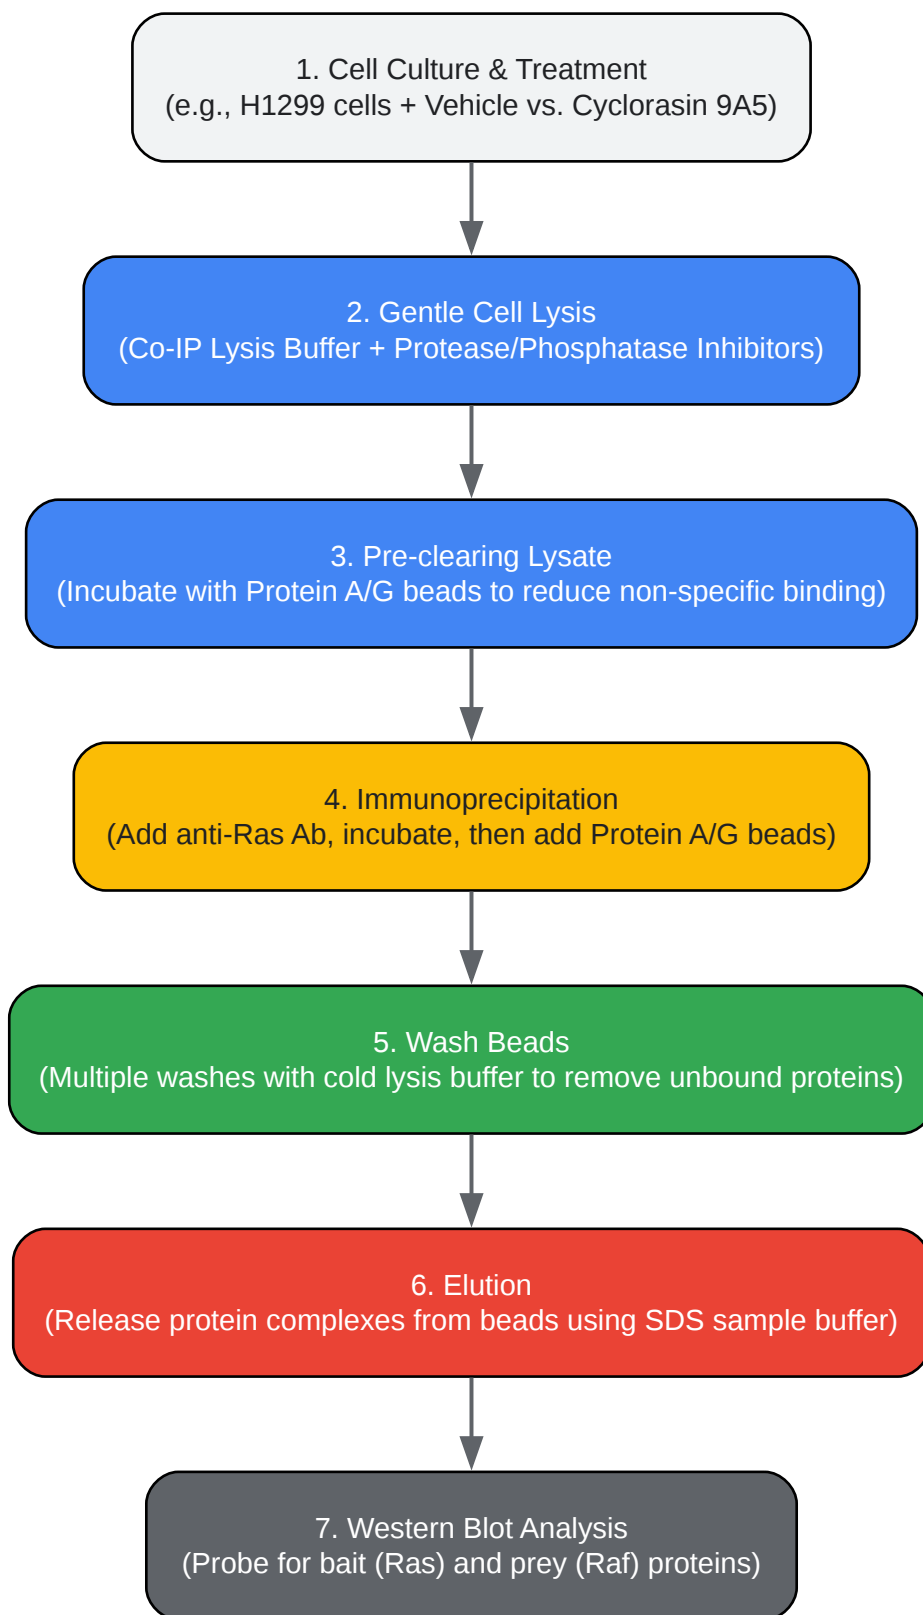 1. Cell Culture & Treatment
(e.g., H1299 cells + Vehicle vs. Cyclorasin 9A5)
2. Gentle Cell Lysis
(Co-IP Lysis Buffer + Protease/Phosphatase Inhibitors)
3. Pre-clearing Lysate
(Incubate with Protein A/G beads to reduce non-specific binding)
4. Immunoprecipitation
(Add anti-Ras Ab, incubate, then add Protein A/G beads)
5. Wash Beads
(Multiple washes with cold lysis buffer to remove unbound proteins)
6. Elution
(Release protein complexes from beads using SDS sample buffer)
7. Western Blot Analysis
(Probe for bait (Ras) and prey (Raf) proteins)